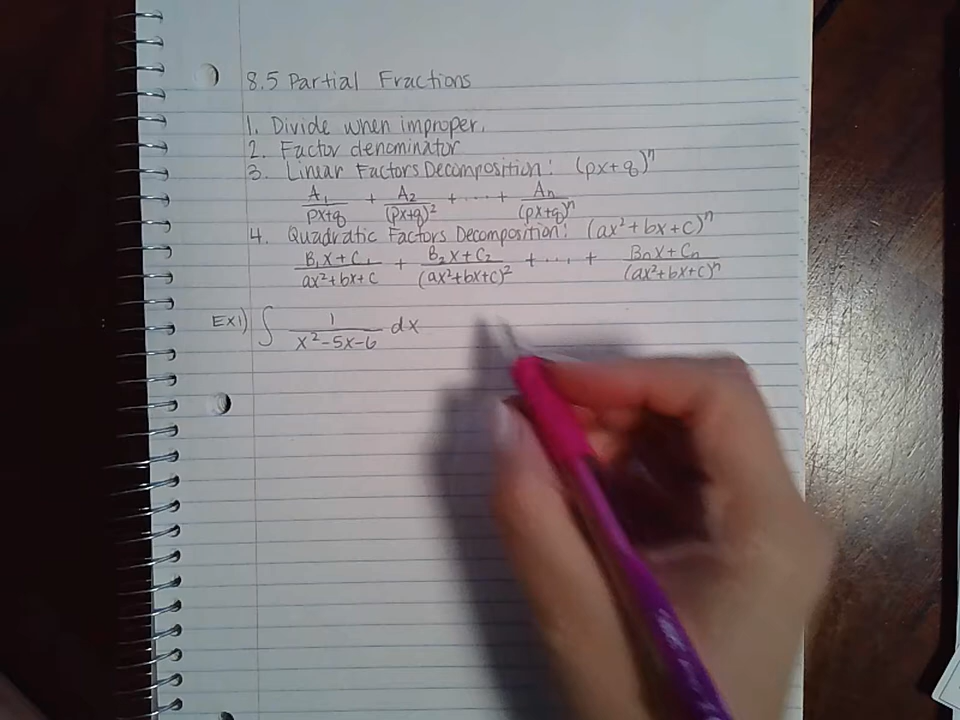 8.5 Partial Fractions
1. Divide when improper.
2. Factor denominator
3. Linear Factors Decomposition: (px+q)^n
A₁/(px+q) + A₂/(px+q)² + ... + Aₙ/(px+q)^n
4. Quadratic Factors Decomposition: (ax²+bx+c)^n
(B₁x+C₁)/(ax²+bx+c) + (B₂x+C₂)/(ax²+bx+c)² + ... + (Bₙx+Cₙ)/(ax²+bx+c)^n
Ex1) ∫ 1/(x²-5x-6) dx